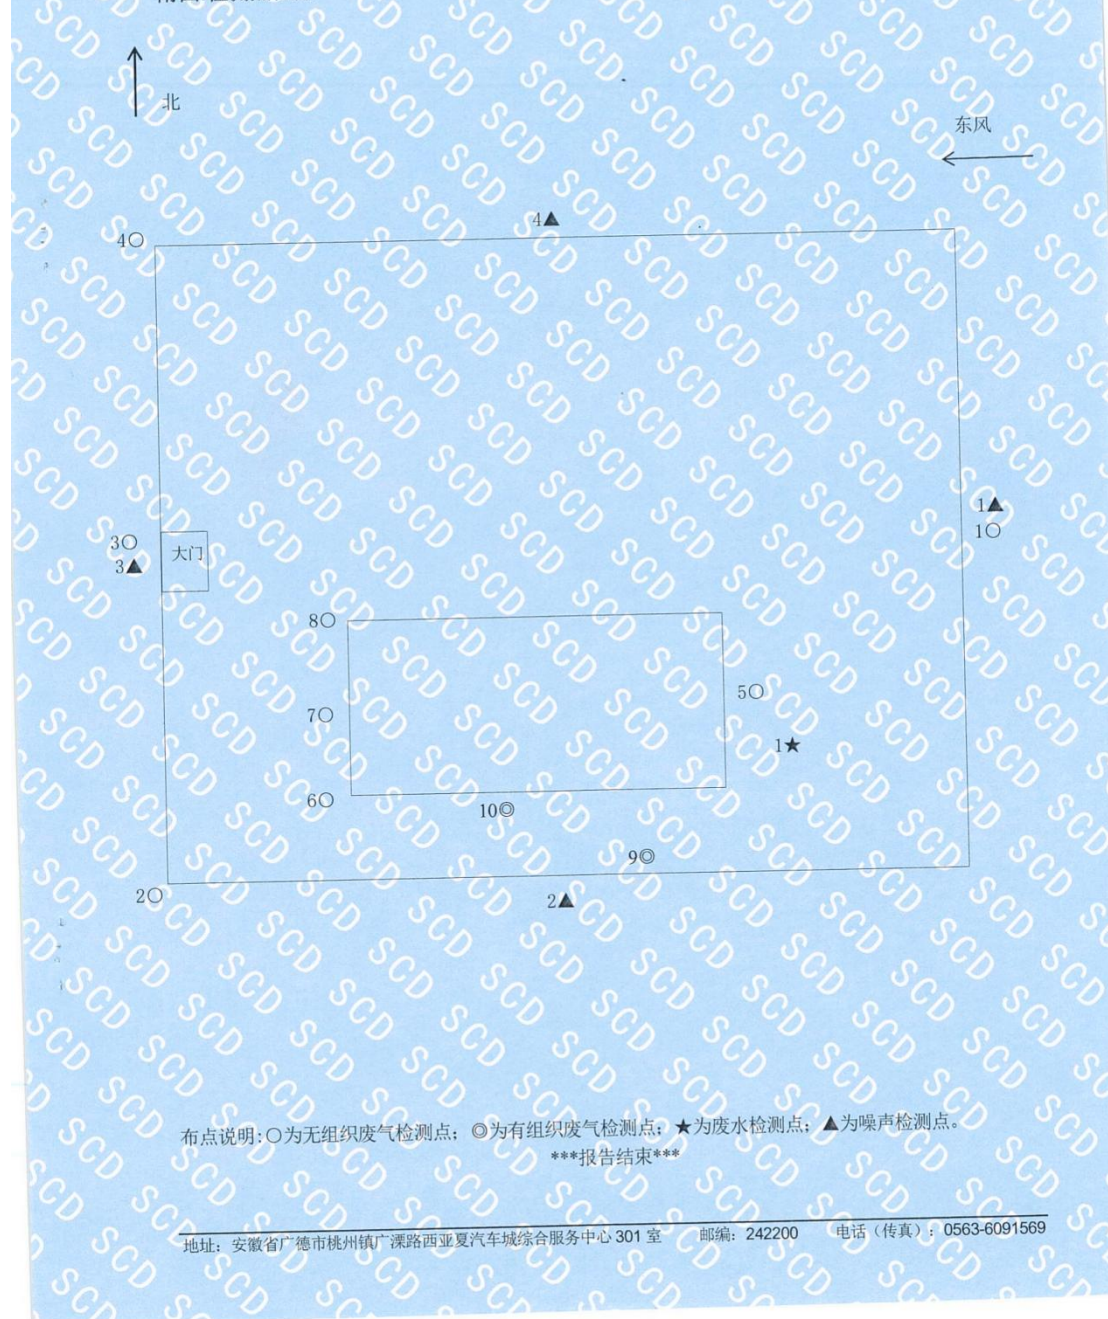 北
东风
4▲
4○
1▲
1○
3○
3▲
大门
8○
5○
7○
1★
6○
10◎
9◎
2○
2▲
布点说明:○为无组织废气检测点；◎为有组织废气检测点；★为废水检测点；▲为噪声检测点。
***报告结束***
地址：安徽省广德市桃州镇广溧路西亚夏汽车城综合服务中心 301 室 邮编：242200 电话（传真）：0563-6091569
SCD